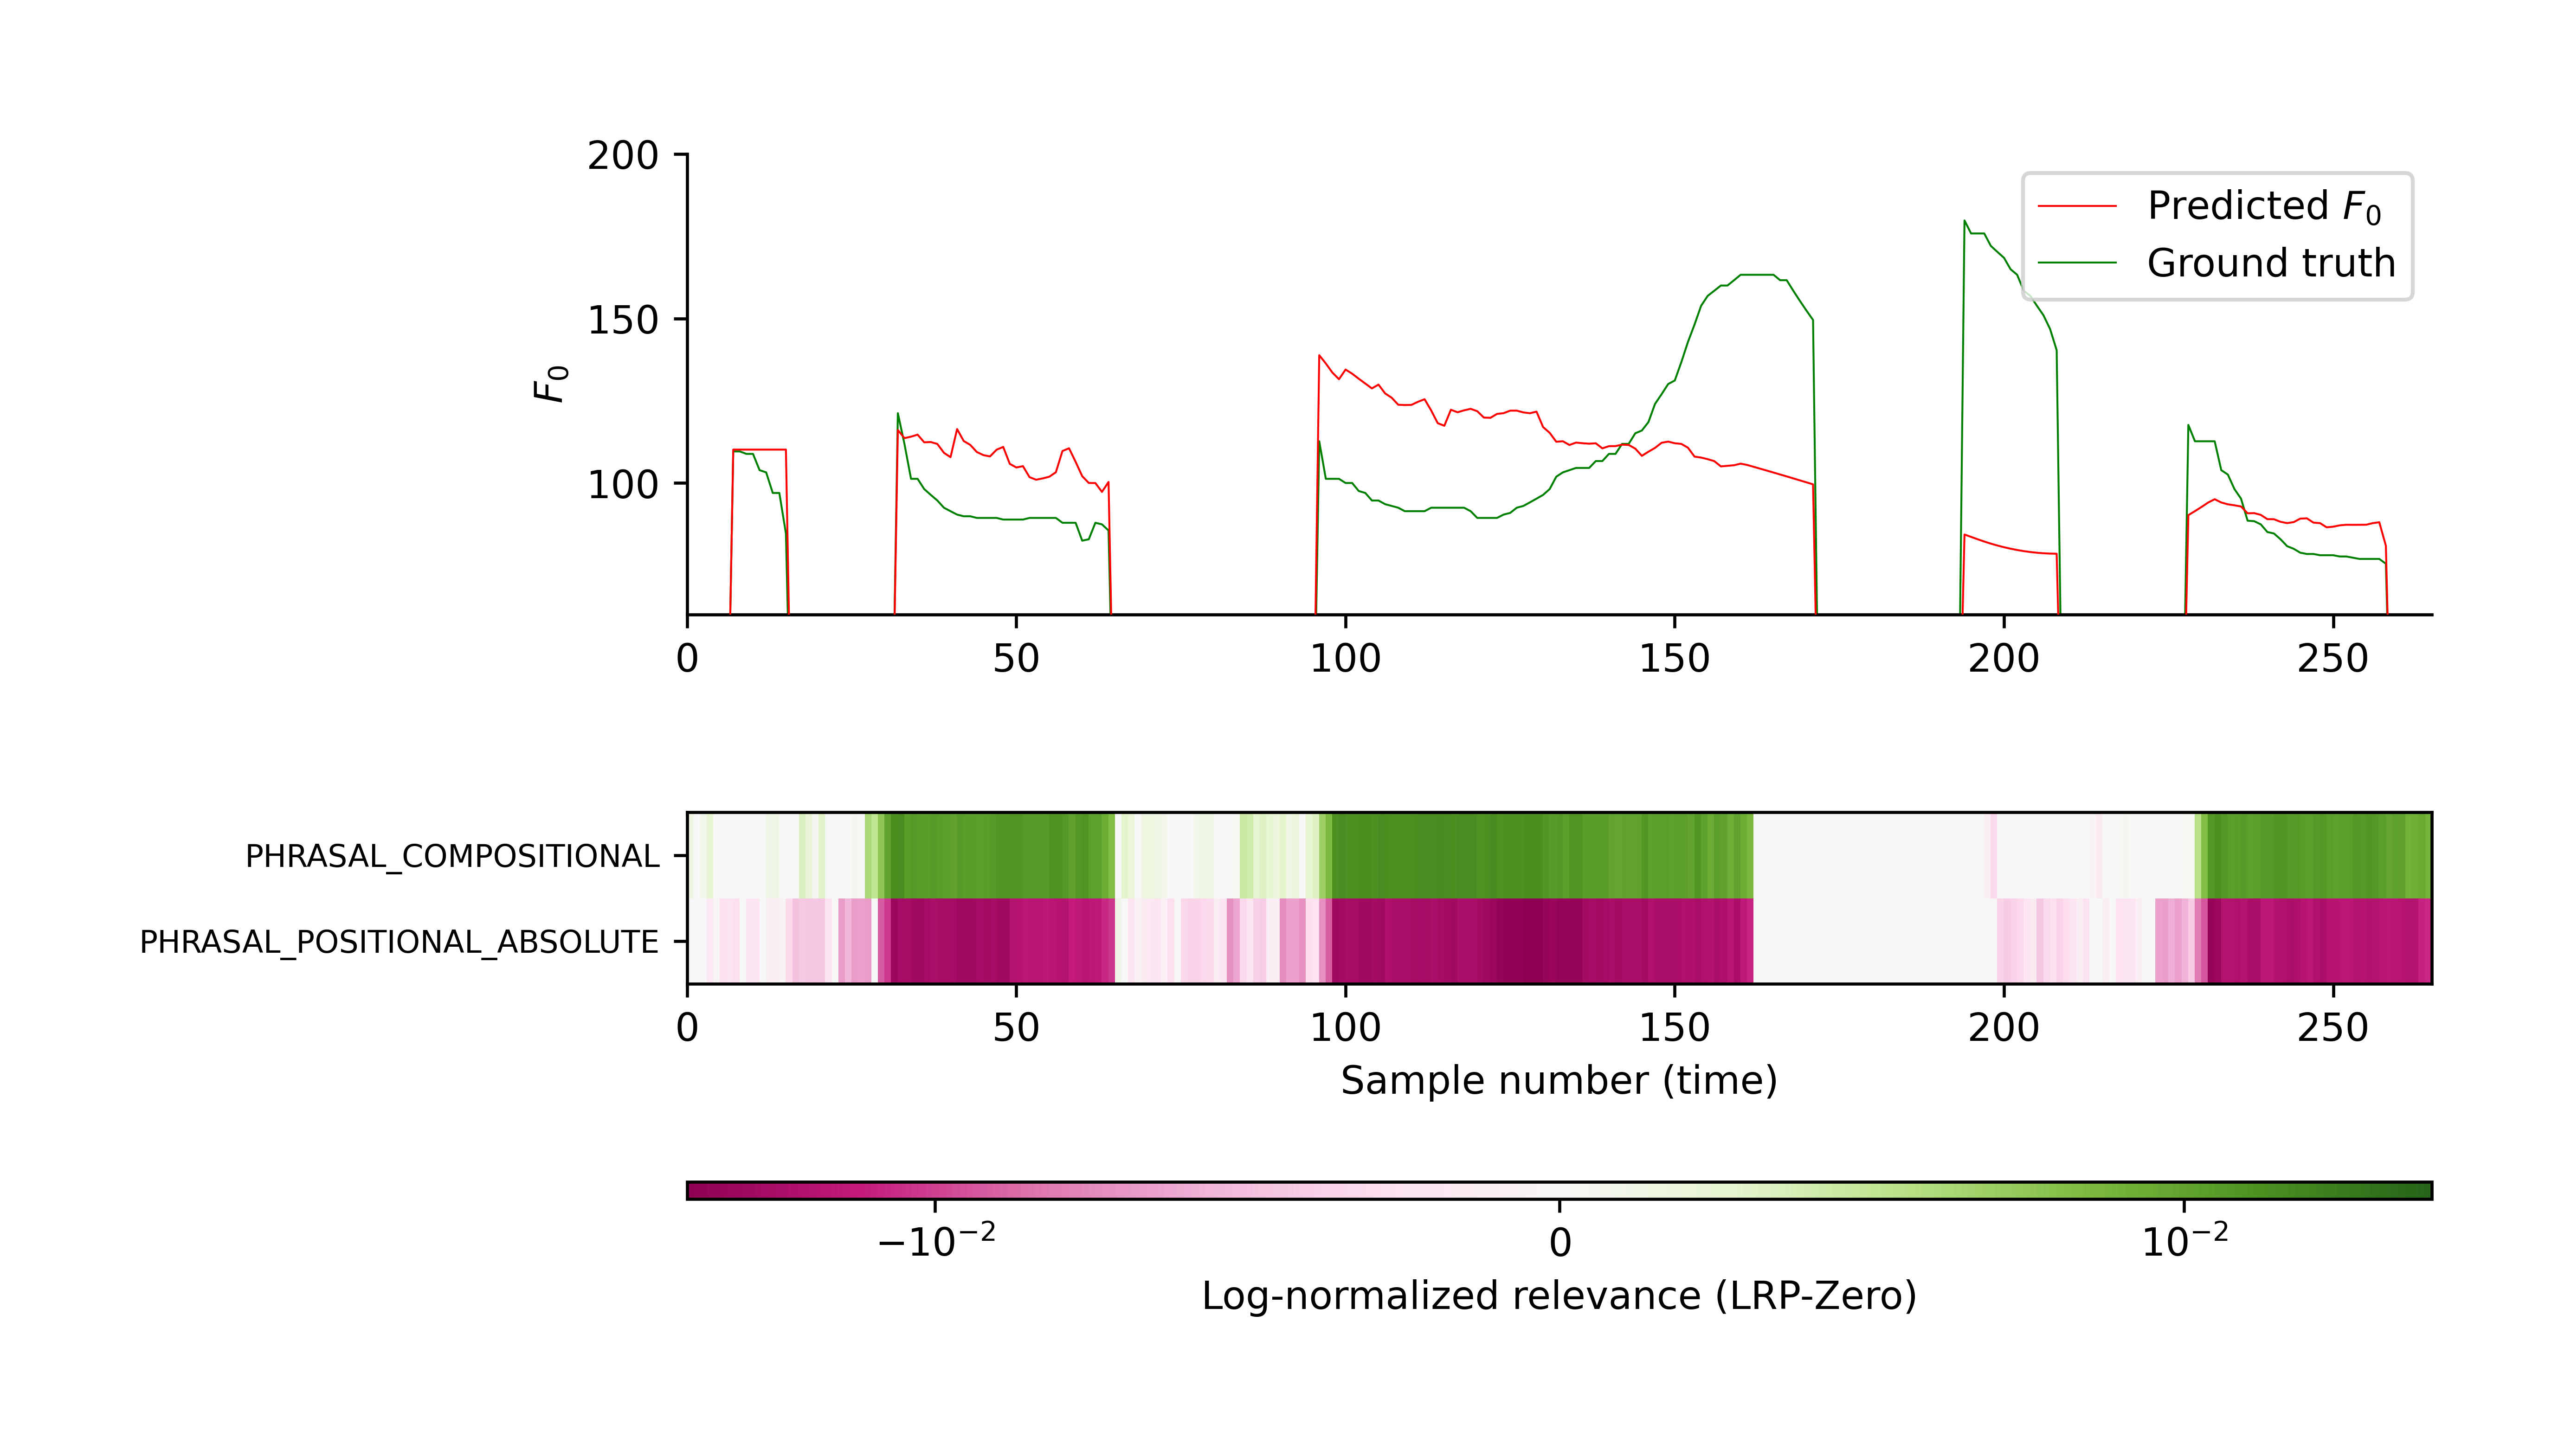 200
150
100
F0
Predicted F0
Ground truth
0 50 100 150 200 250
PHRASAL_COMPOSITIONAL
PHRASAL_POSITIONAL_ABSOLUTE
0 50 100 150 200 250
Sample number (time)
−10−2 0 10−2
Log-normalized relevance (LRP-Zero)